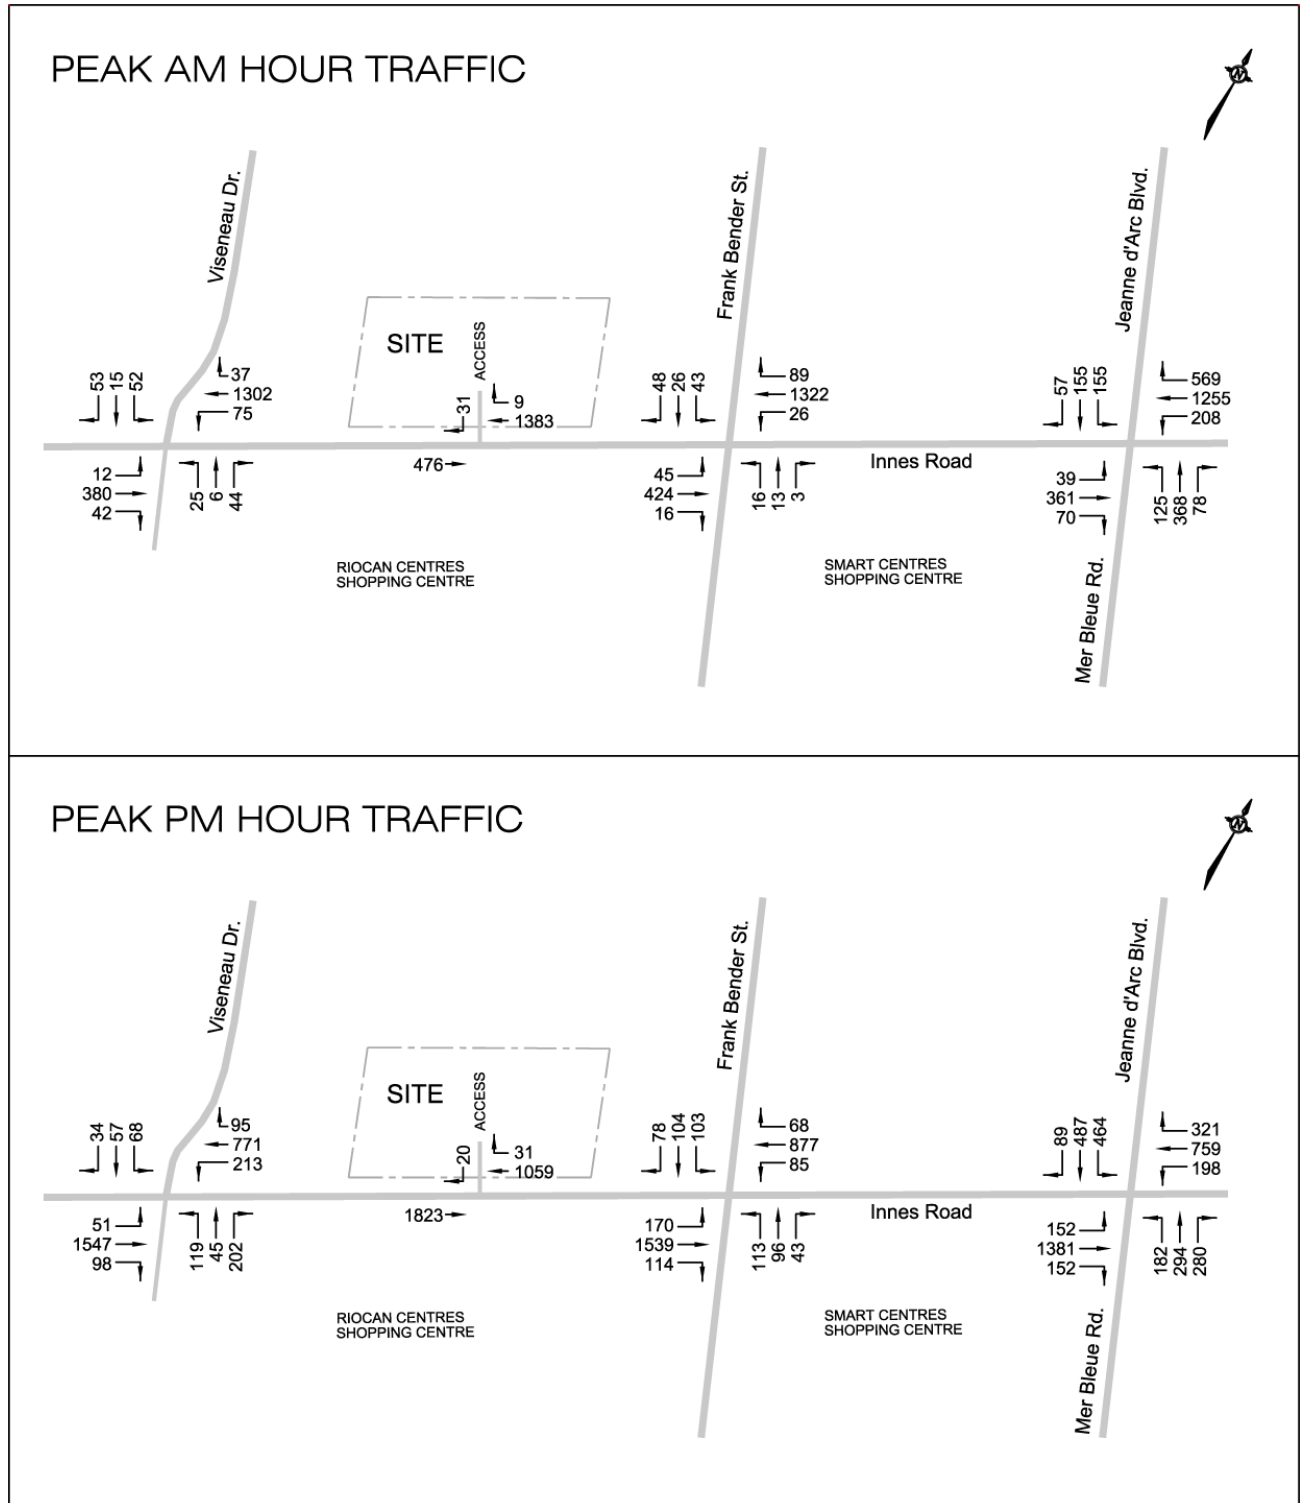 PEAK AM HOUR TRAFFIC
N
Viseneau Dr.
Frank Bender St.
Jeanne d'Arc Blvd.
SITE
ACCESS
53 15 52
37
1302
75
31
9
1383
48 26 43
89
1322
26
57 155 155
569
1255
208
12
380
42
25 6 44
476
45
424
16
16 13 3
Innes Road
39
361
70
125 368 78
RIOCAN CENTRES
SHOPPING CENTRE
SMART CENTRES
SHOPPING CENTRE
Mer Bleue Rd.
PEAK PM HOUR TRAFFIC
N
Viseneau Dr.
Frank Bender St.
Jeanne d'Arc Blvd.
SITE
ACCESS
34 57 68
95
771
213
20
31
1059
78 104 103
68
877
85
89 487 464
321
759
198
51
1547
98
119 45 202
1823
170
1539
114
113 96 43
Innes Road
152
1381
152
182 294 280
RIOCAN CENTRES
SHOPPING CENTRE
SMART CENTRES
SHOPPING CENTRE
Mer Bleue Rd.